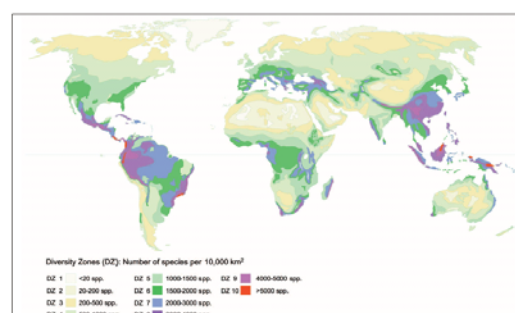 Diversity Zones (DZ): Number of species per 10,000 km²
DZ 1 <20 spp. DZ 5 1000-1500 spp. DZ 9 4000-5000 spp.
DZ 2 20-200 spp. DZ 6 1500-2000 spp. DZ 10 >5000 spp.
DZ 3 200-500 spp. DZ 7 2000-3000 spp.